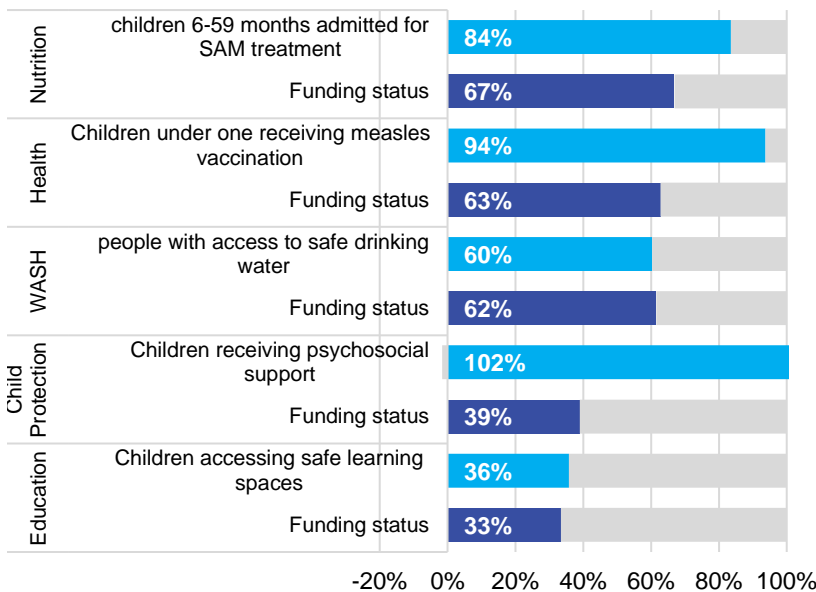 Nutrition
children 6-59 months admitted for
SAM treatment
84%
Funding status
67%
Health
Children under one receiving measles
vaccination
94%
Funding status
63%
WASH
people with access to safe drinking
water
60%
Funding status
62%
Child
Protection
Children receiving psychosocial
support
102%
Funding status
39%
Education
Children accessing safe learning
spaces
36%
Funding status
33%
-20% 0% 20% 40% 60% 80% 100%